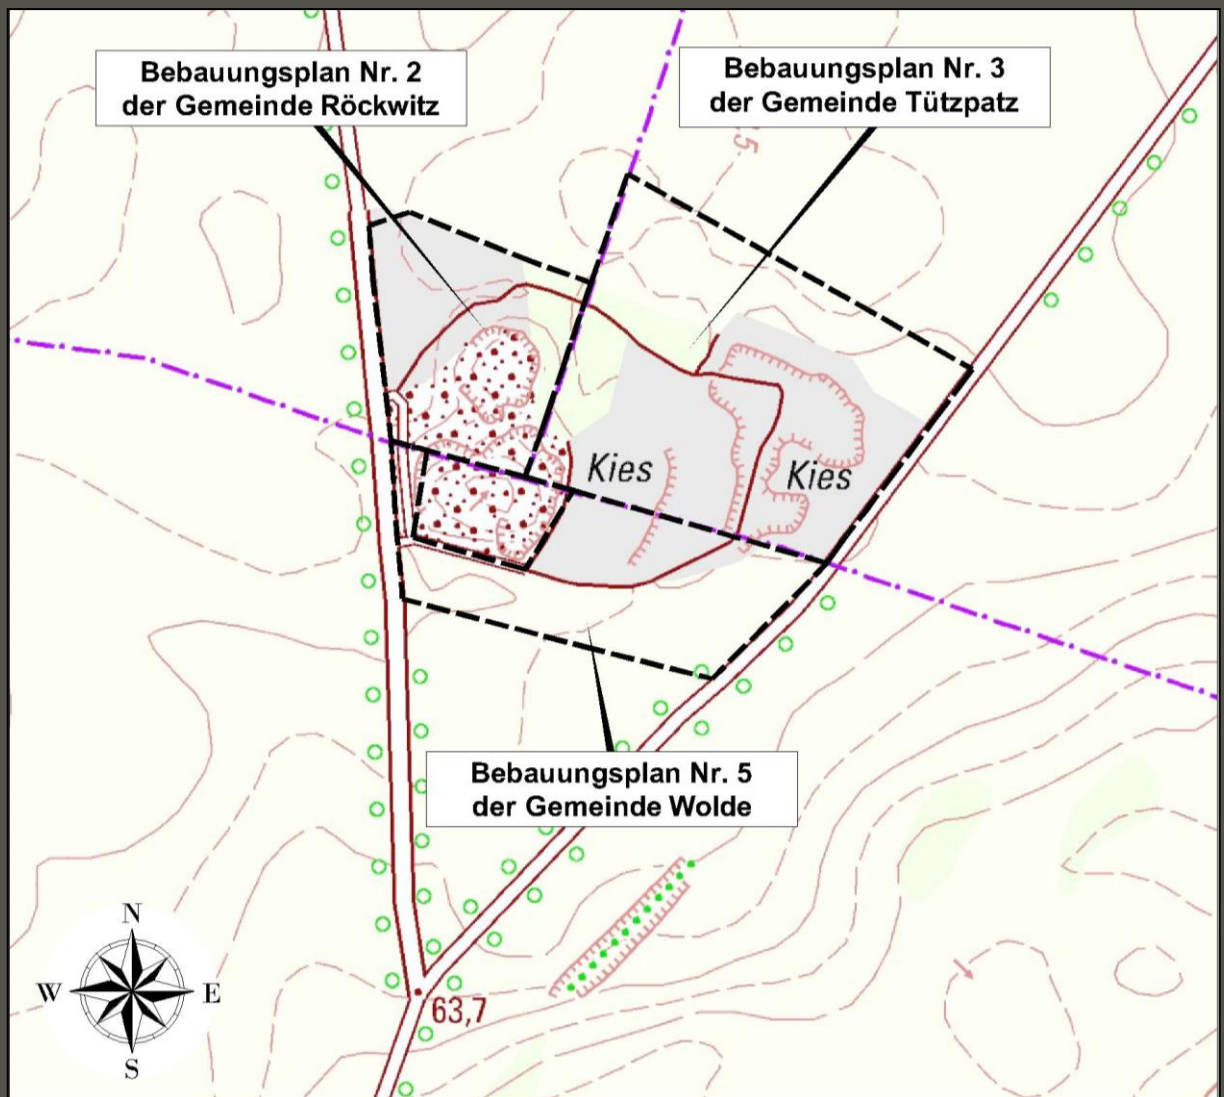 Bebauungsplan Nr. 2
der Gemeinde Röckwitz
Bebauungsplan Nr. 3
der Gemeinde Tützpatz
Kies
Kies
Bebauungsplan Nr. 5
der Gemeinde Wolde
N
W
E
S
63,7